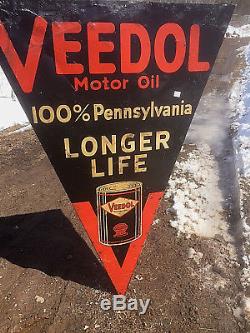 VEEDOL
Motor Oil
100% Pennsylvania
LONGER
LIFE
VEEDOL